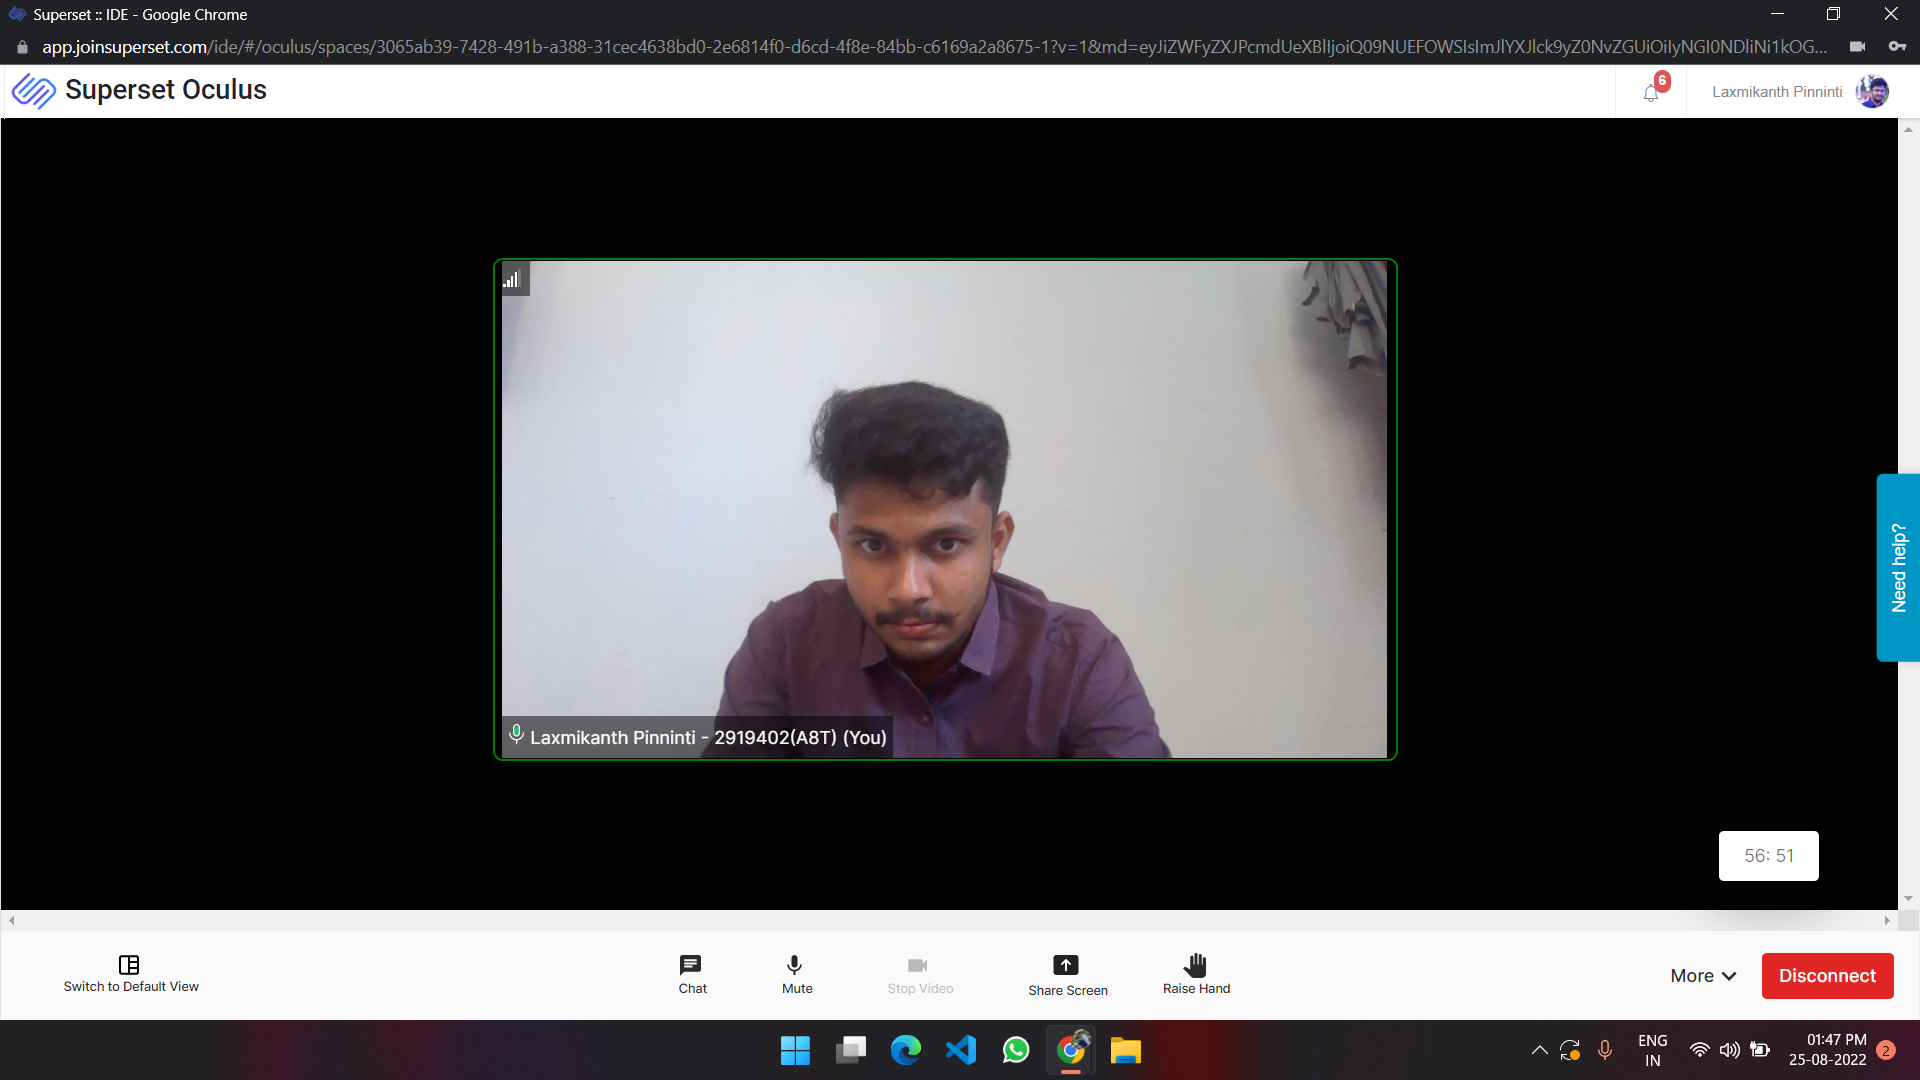 Superset :: IDE - Google Chrome
app.joinsuperset.com/ide/#/oculus/spaces/3065ab39-7428-491b-a388-31cec4638bd0-2e6814f0-d6cd-4f8e-84bb-c6169a2a8675-1?v=1&md=eyJiZWFyZXJPcmdUeXBlIjoiQ09NUEFOWSIsImJlYXJlck9yZ0NvZGUiOiIyNGI0NDliNi1kOG...
Superset Oculus
6
Laxmikanth Pinninti
Need help?
Laxmikanth Pinninti - 2919402(A8T) (You)
56: 51
Switch to Default View
Chat
Mute
Stop Video
Share Screen
Raise Hand
More
Disconnect
ENG
IN
01:47 PM
25-08-2022
2